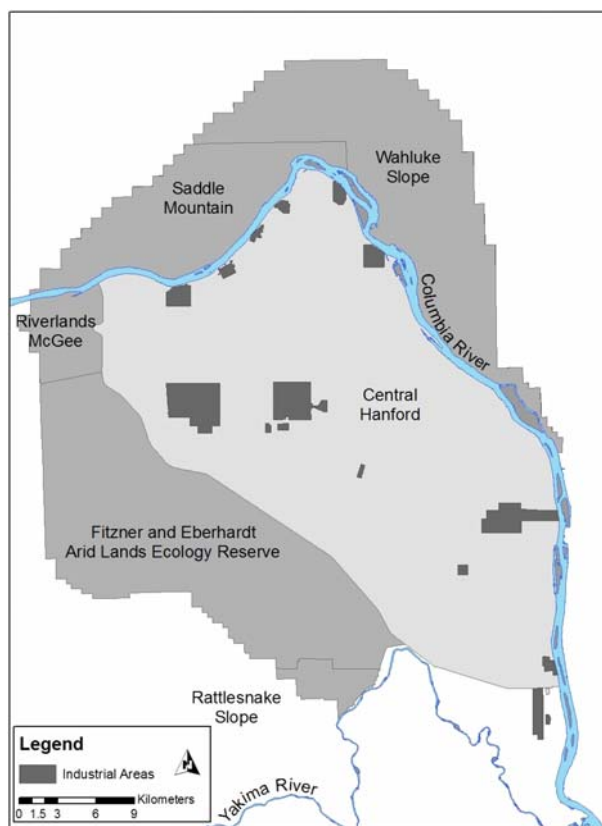 Wahluke
Slope
Saddle
Mountain
Columbia River
Riverlands
McGee
Central
Hanford
Fitzner and Eberhardt
Arid Lands Ecology Reserve
Rattlesnake
Slope
Yakima River
Legend
Industrial Areas
Kilometers
0 1.5 3 6 9